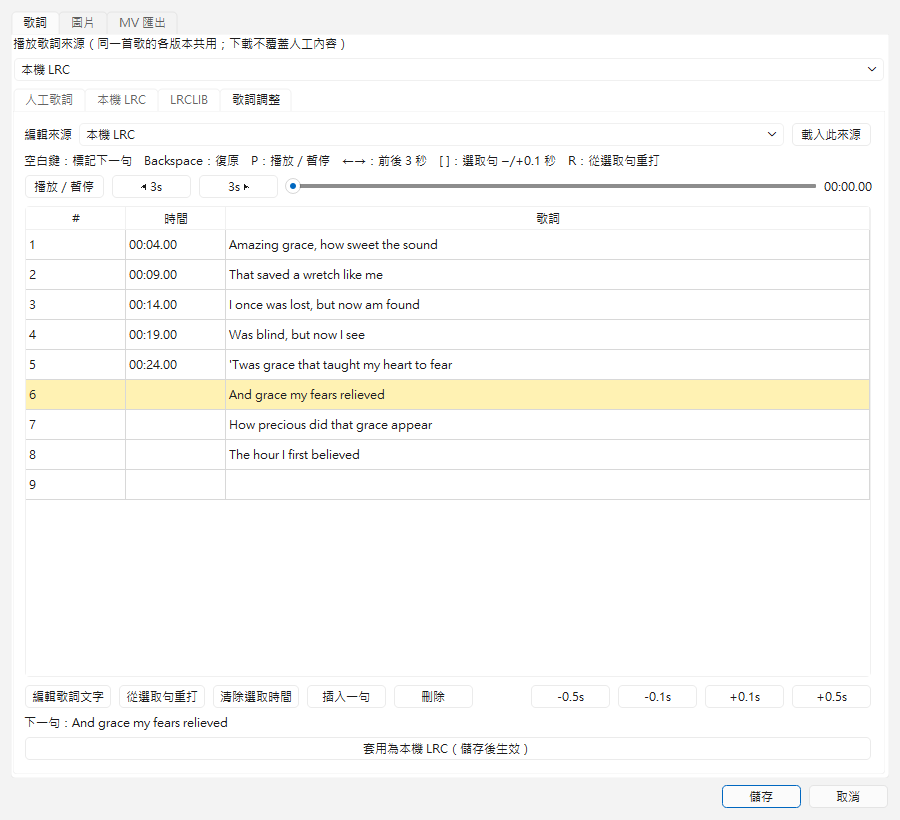 歌詞 圖片 MV 匯出
播放歌詞來源（同一首歌的各版本共用；下載不覆蓋人工內容）
本機 LRC
人工歌詞 本機 LRC LRCLIB 歌詞調整
編輯來源 本機 LRC 載入此來源
空白鍵：標記下一句 Backspace：復原 P：播放 / 暫停 ←→：前後 3 秒 [ ]：選取句 −/+0.1 秒 R：從選取句重打
播放 / 暫停 ◂ 3s 3s ▸ 00:00.00
# 時間 歌詞
1 00:04.00 Amazing grace, how sweet the sound
2 00:09.00 That saved a wretch like me
3 00:14.00 I once was lost, but now am found
4 00:19.00 Was blind, but now I see
5 00:24.00 'Twas grace that taught my heart to fear
6 And grace my fears relieved
7 How precious did that grace appear
8 The hour I first believed
9
編輯歌詞文字 從選取句重打 清除選取時間 插入一句 刪除 -0.5s -0.1s +0.1s +0.5s
下一句：And grace my fears relieved
套用為本機 LRC（儲存後生效）
儲存 取消